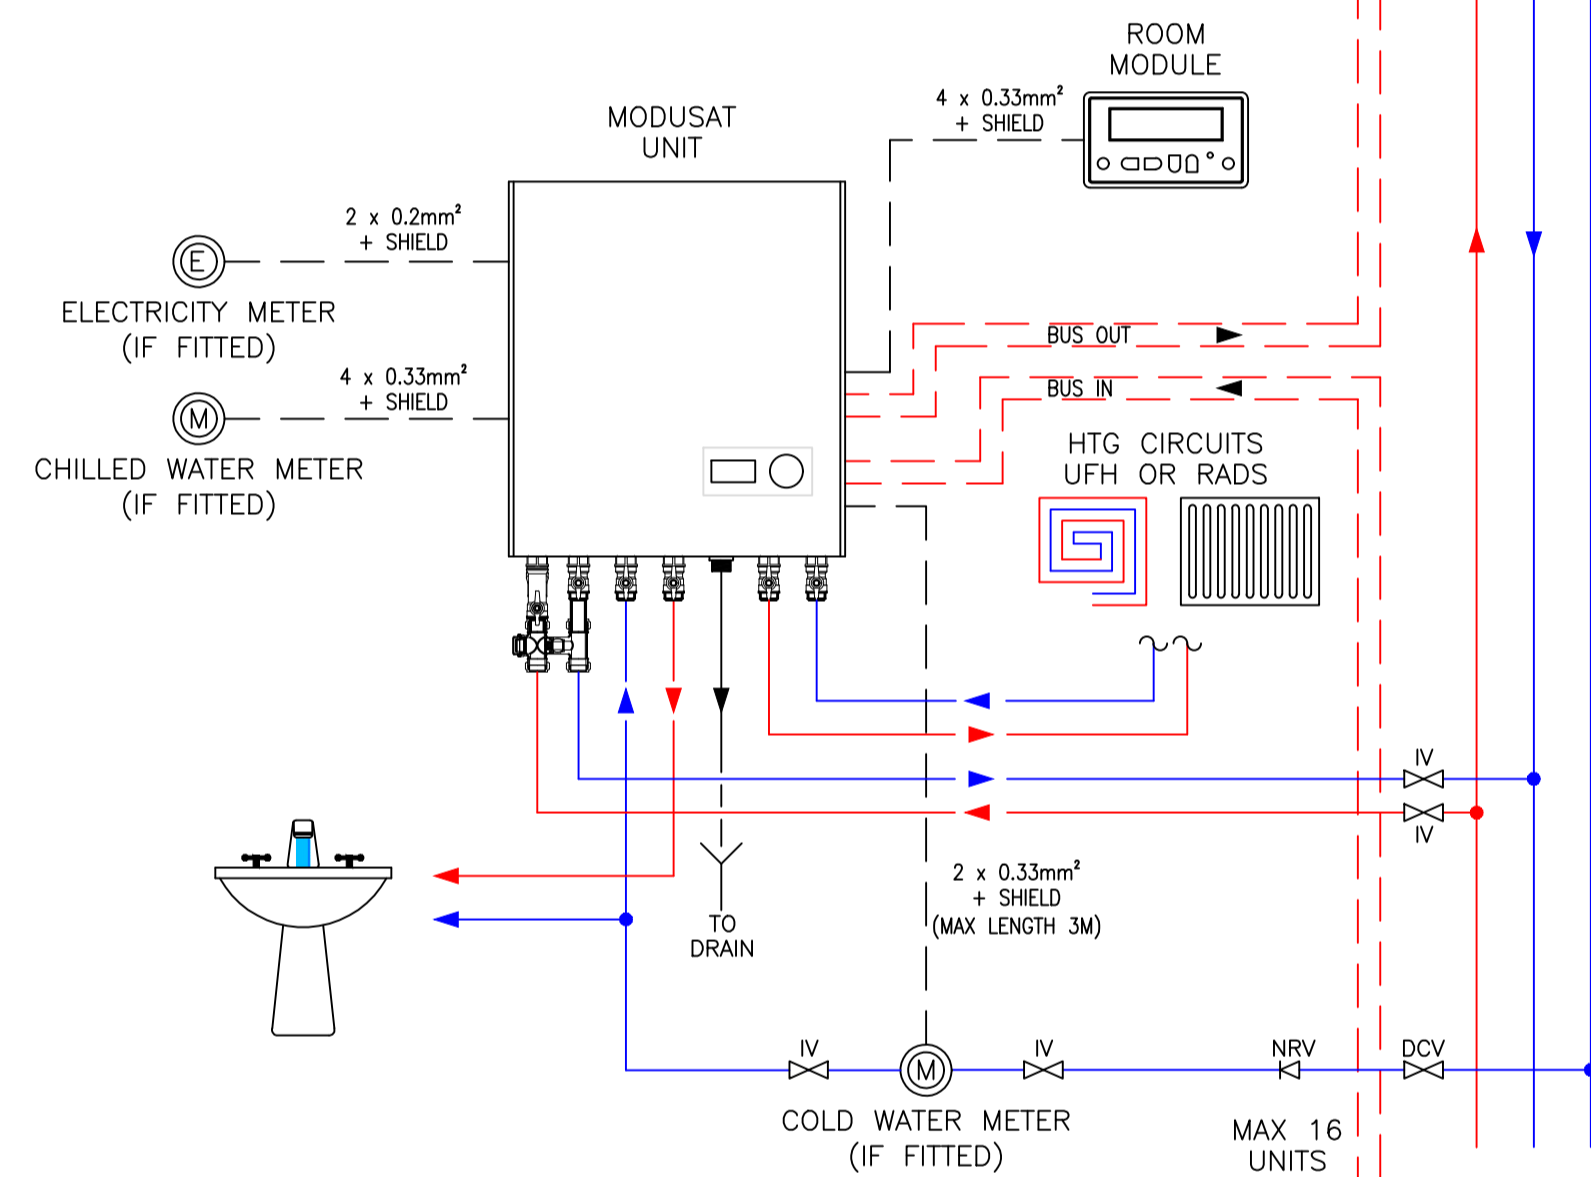 ROOM
MODULE
4 x 0.33mm²
+ SHIELD
MODUSAT
UNIT
2 x 0.2mm²
+ SHIELD
E
ELECTRICITY METER
(IF FITTED)
BUS OUT
4 x 0.33mm²
+ SHIELD
BUS IN
M
CHILLED WATER METER
(IF FITTED)
HTG CIRCUITS
UFH OR RADS
IV
IV
2 x 0.33mm²
+ SHIELD
(MAX LENGTH 3M)
TO
DRAIN
IV
IV
NRV
DCV
M
COLD WATER METER
(IF FITTED)
MAX 16
UNITS